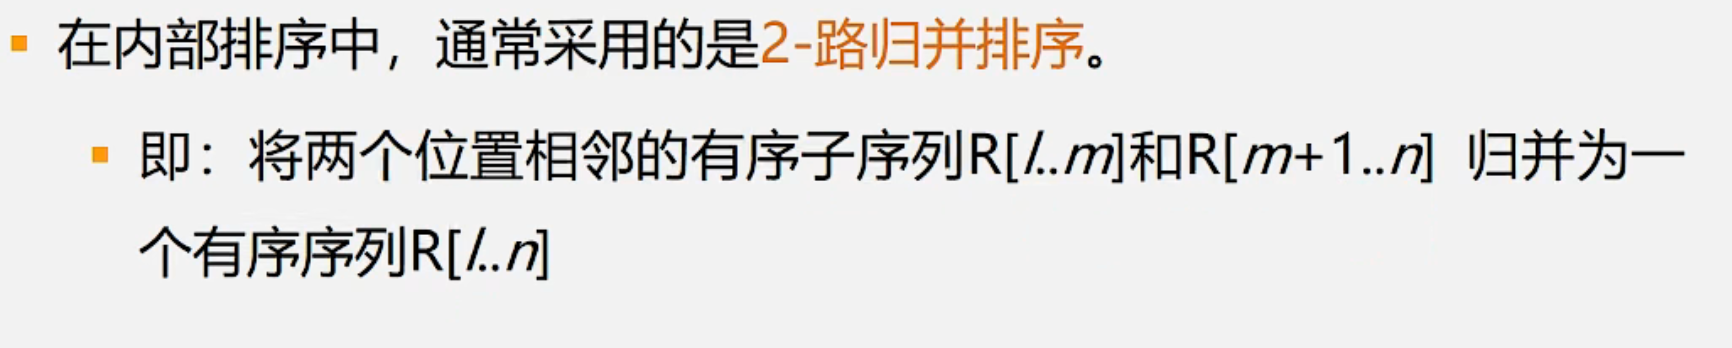 在内部排序中，通常采用的是2-路归并排序。
即：将两个位置相邻的有序子序列R[l..m]和R[m+1..n] 归并为一
个有序序列R[l..n]